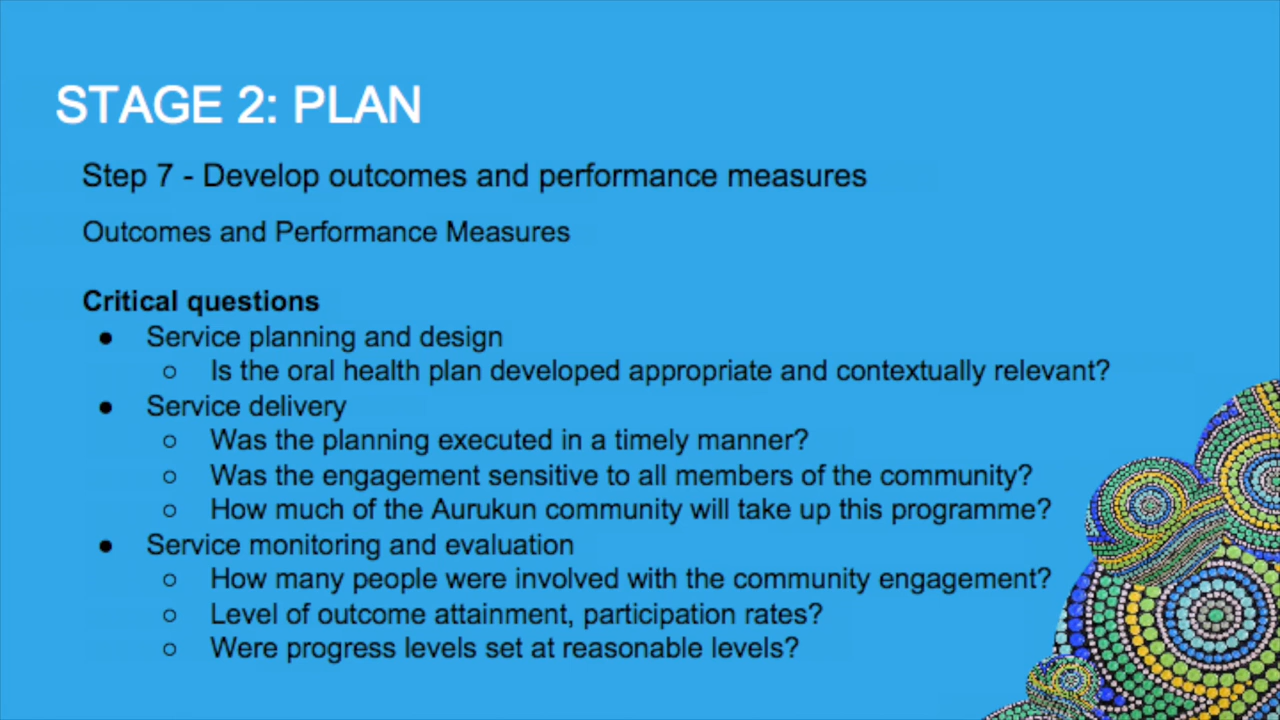 STAGE 2: PLAN
Step 7 - Develop outcomes and performance measures
Outcomes and Performance Measures
Critical questions
● Service planning and design
○ Is the oral health plan developed appropriate and contextually relevant?
● Service delivery
○ Was the planning executed in a timely manner?
○ Was the engagement sensitive to all members of the community?
○ How much of the Aurukun community will take up this programme?
● Service monitoring and evaluation
○ How many people were involved with the community engagement?
○ Level of outcome attainment, participation rates?
○ Were progress levels set at reasonable levels?